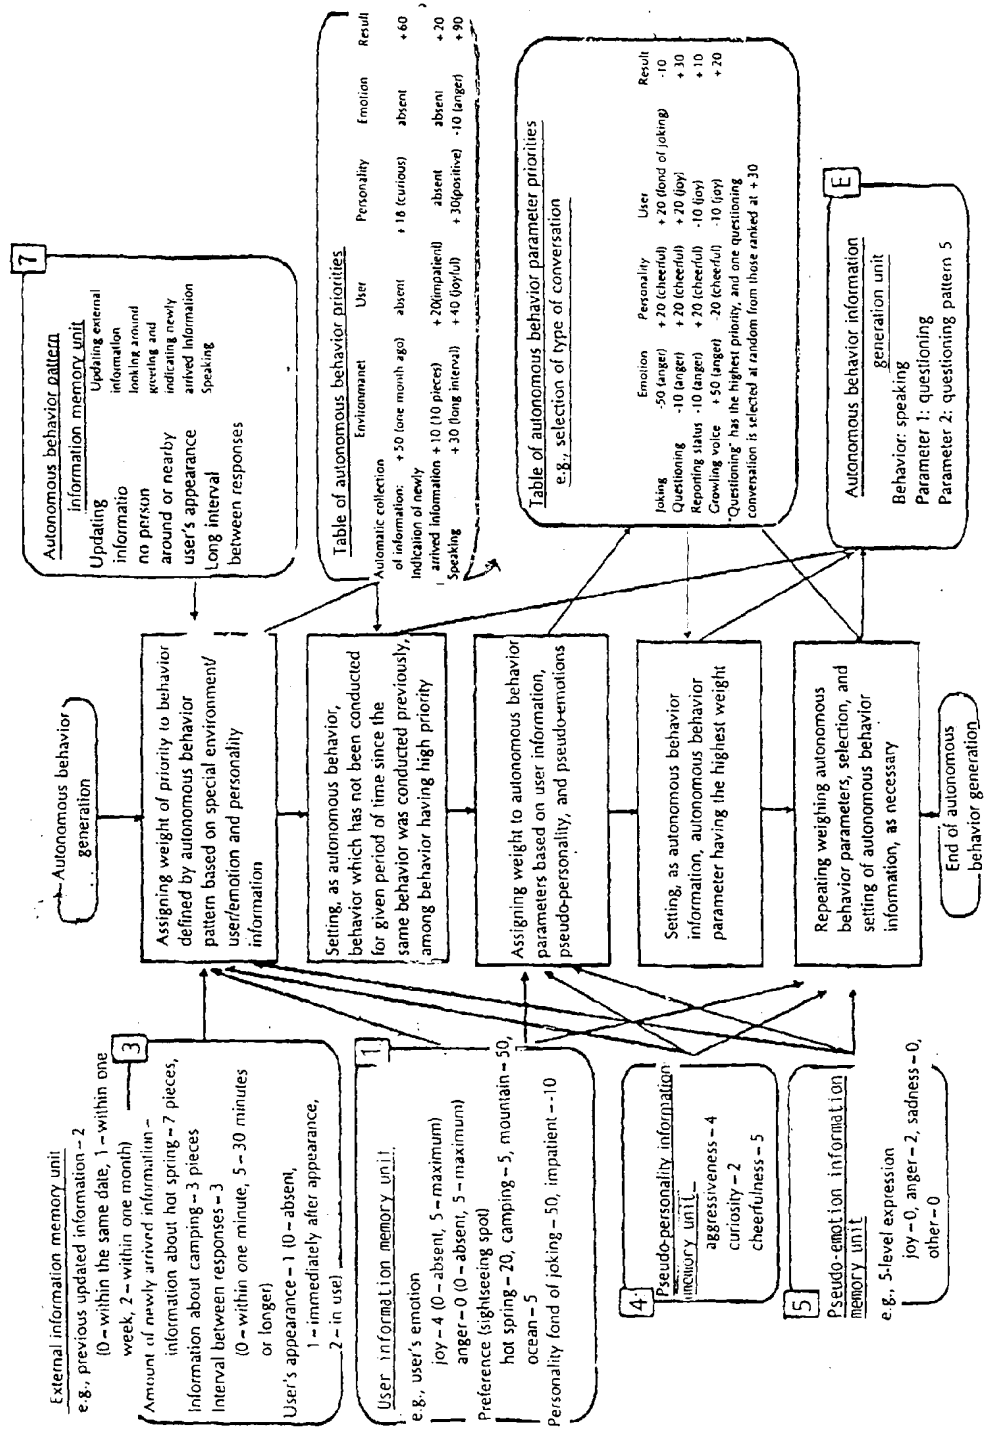 Autonomous behavior
generation
Assigning weight of priority to behavior
defined by autonomous behavior
pattern based on special environment/
user/emotion and personality
information
Setting, as autonomous behavior,
behavior which has not been conducted
for given period of time since the
same behavior was conducted previously,
among behavior having high priority
Assigning weight to autonomous behavior
parameters based on user information,
pseudo-personality, and pseudo-emotions
Setting, as autonomous behavior
information, autonomous behavior
parameter having the highest weight
Repeating weighing autonomous
behavior parameters, selection, and
setting of autonomous behavior
information, as necessary
End of autonomous
behavior generation
External information memory unit
e.g., previous updated information – 2
(0 – within the same date, 1 – within one
week, 2 – within one month)
3
Amount of newly arrived information –
information about hot spring – 7 pieces,
Information about camping – 3 pieces
Interval between responses – 3
(0 – within one minute, 5 – 30 minutes
or longer)
User's appearance – 1 (0 – absent,
1 – immediately after appearance,
2 – in use)
1
User information memory unit
e.g., user's emotion
joy – 4 (0 – absent, 5 – maximum)
anger – 0 (0 – absent, 5 – maximum)
Preference (sightseeing spot)
hot spring – 20, camping – 5, mountain – 50,
ocean – 5
Personality fond of joking – 50, impatient – -10
4
Pseudo-personality information
memory unit
aggressiveness – 4
curiosity – 2
cheerfulness – 5
5
Pseudo-emotion information
memory unit
e.g., 5-level expression
joy – 0, anger – 2, sadness – 0,
other – 0
7
Autonomous behavior pattern
information memory unit
Updating Updating external
informatio information
no person looking around
around or nearby greeting and
user's appearance indicating newly
arrived Information
Long interval Speaking
between responses
Table of autonomous behavior priorities
Environmanet User Personality Emotion Result
Automatic collection
of information: + 50 (one month ago) absent + 18 (curious) absent + 60
Indication of newly
arrived information + 10 (10 pieces) + 20(impatient) absent absent + 20
Speaking + 30 (long interval) + 40 (joyful) + 30(positive) -10 (anger) + 90
Table of autonomous behavior parameter priorities
e.g., selection of type of conversation
Emotion Personality User Result
Joking -50 (anger) + 20 (cheerful) + 20 (fond of joking) -10
Questioning -10 (anger) + 20 (cheerful) + 20 (joy) + 30
Reporting status -10 (anger) + 20 (cheerful) -10 (joy) + 10
Growling voice + 50 (anger) -20 (cheerful) -10 (joy) + 20
"Questioning" has the highest priority, and one questioning
conversation is selected at random from those ranked at + 30
E
Autonomous behavior information
generation unit
Behavior: speaking
Parameter 1: questioning
Parameter 2: questioning pattern 5